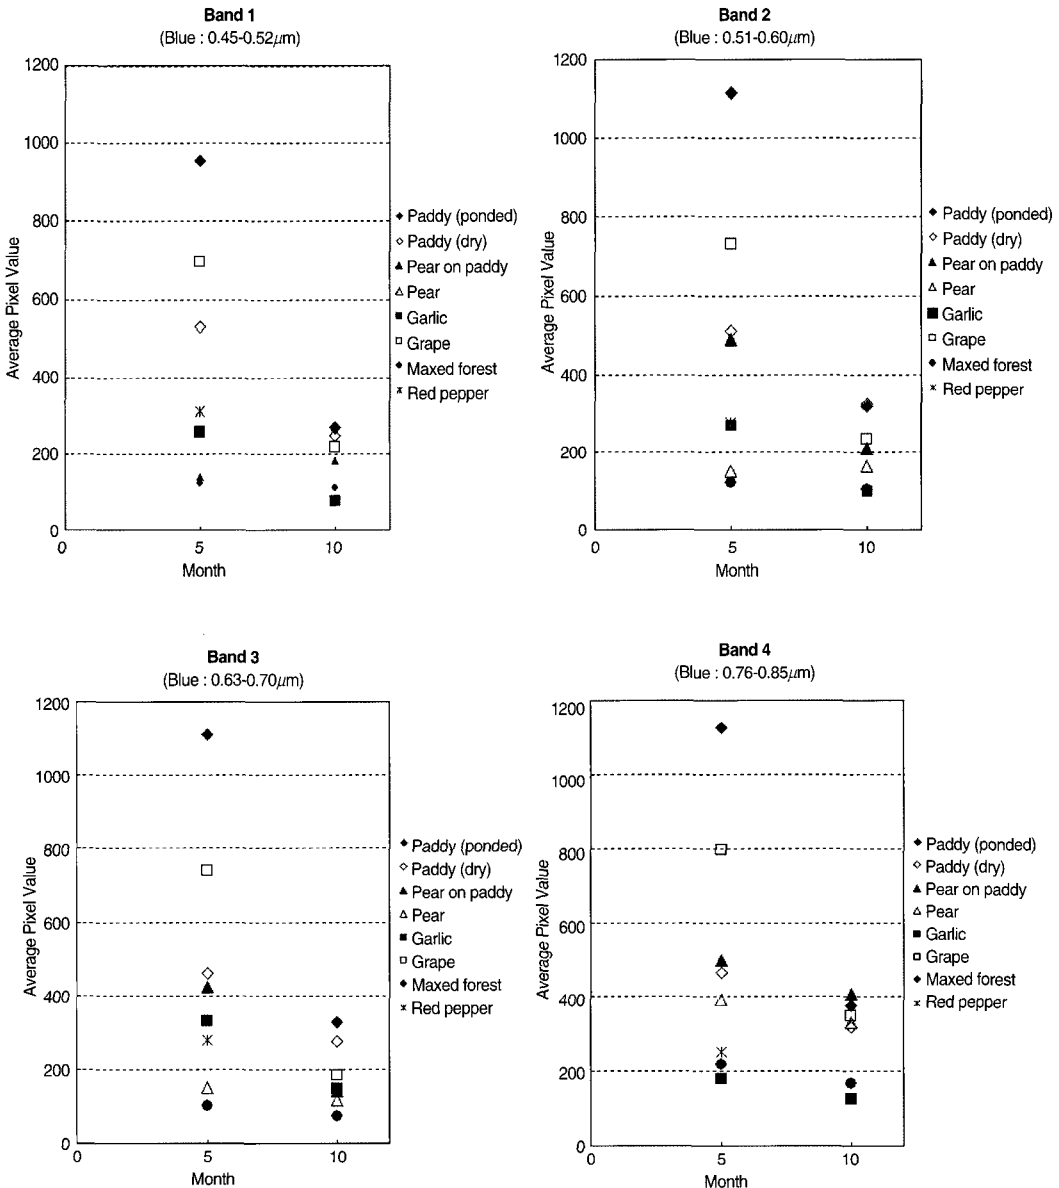 Band 1
(Blue : 0.45-0.52μm)
1200
1000
800
600
400
200
0
0
5
10
Month
Average Pixel Value
Paddy (ponded)
Paddy (dry)
Pear on paddy
Pear
Garlic
Grape
Maxed forest
Red pepper
Band 2
(Blue : 0.51-0.60μm)
1200
1000
800
600
400
200
0
0
5
10
Month
Average Pixel Value
Paddy (ponded)
Paddy (dry)
Pear on paddy
Pear
Garlic
Grape
Maxed forest
Red pepper
Band 3
(Blue : 0.63-0.70μm)
1200
1000
800
600
400
200
0
0
5
10
Month
Average Pixel Value
Paddy (ponded)
Paddy (dry)
Pear on paddy
Pear
Garlic
Grape
Maxed forest
Red pepper
Band 4
(Blue : 0.76-0.85μm)
1200
1000
800
600
400
200
0
0
5
10
Month
Average Pixel Value
Paddy (ponded)
Paddy (dry)
Pear on paddy
Pear
Garlic
Grape
Maxed forest
Red pepper